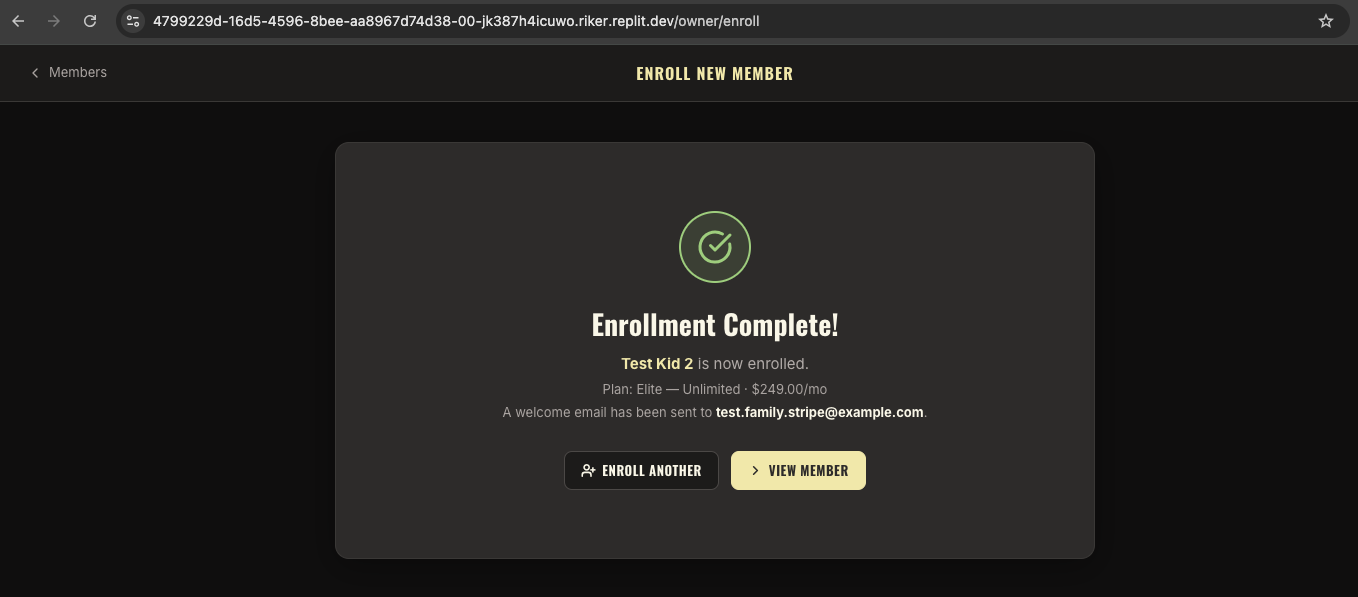 4799229d-16d5-4596-8bee-aa8967d74d38-00-jk387h4icuwo.riker.replit.dev/owner/enroll
Members
ENROLL NEW MEMBER
Enrollment Complete!
Test Kid 2 is now enrolled.
Plan: Elite — Unlimited · $249.00/mo
A welcome email has been sent to test.family.stripe@example.com.
ENROLL ANOTHER
VIEW MEMBER